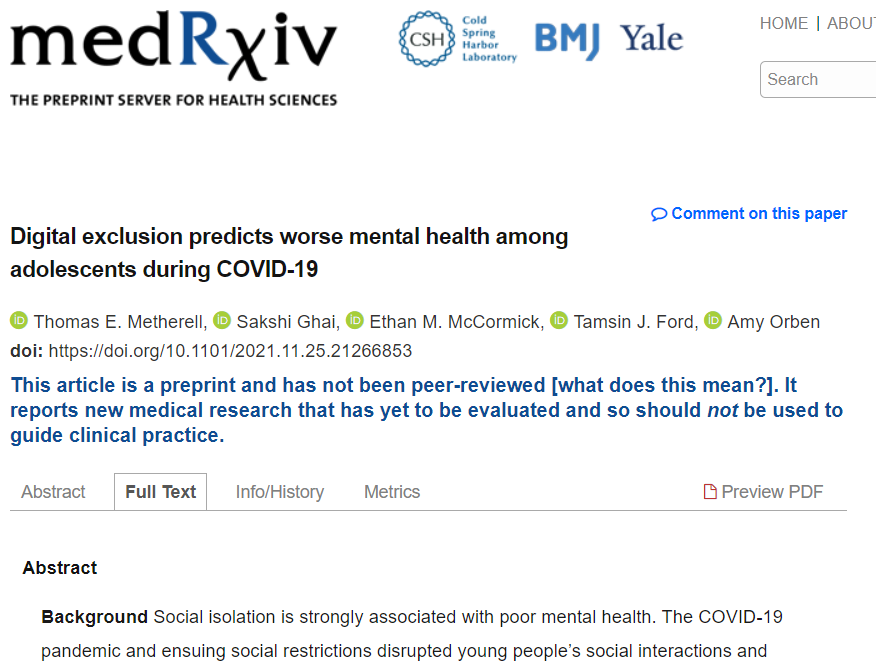 medRxiv
THE PREPRINT SERVER FOR HEALTH SCIENCES
CSH
Cold
Spring
Harbor
Laboratory
BMJ
Yale
HOME | ABOUT
Search
Comment on this paper
Digital exclusion predicts worse mental health among
adolescents during COVID-19
iD Thomas E. Metherell, iD Sakshi Ghai, iD Ethan M. McCormick, iD Tamsin J. Ford, iD Amy Orben
doi: https://doi.org/10.1101/2021.11.25.21266853
This article is a preprint and has not been peer-reviewed [what does this mean?]. It
reports new medical research that has yet to be evaluated and so should not be used to
guide clinical practice.
Abstract Full Text Info/History Metrics Preview PDF
Abstract
Background Social isolation is strongly associated with poor mental health. The COVID-19
pandemic and ensuing social restrictions disrupted young people’s social interactions and